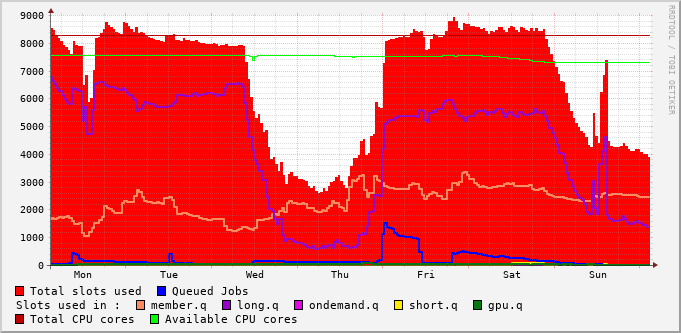 9000
8000
7000
6000
5000
4000
3000
2000
1000
0
Mon Tue Wed Thu Fri Sat Sun
RRDTOOL / TOBI OETIKER
Total slots used Queued Jobs
Slots used in : member.q long.q ondemand.q short.q gpu.q
Total CPU cores Available CPU cores